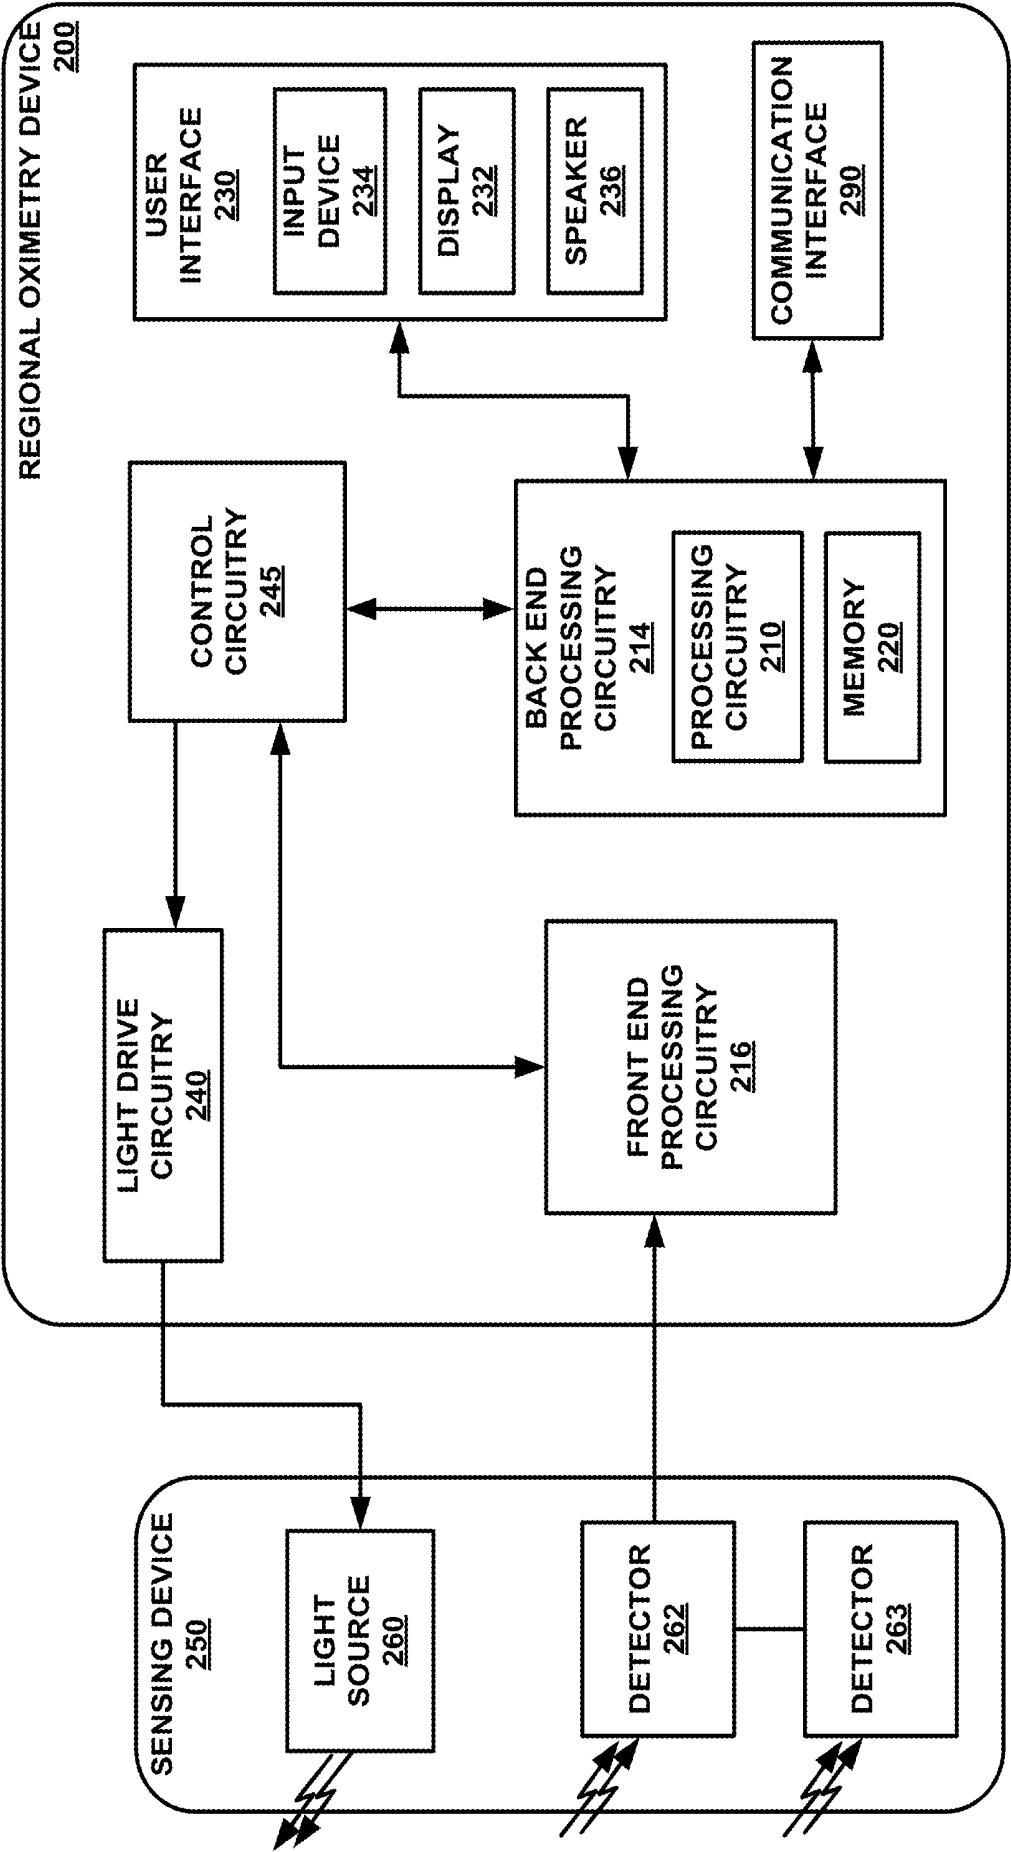 REGIONAL OXIMETRY DEVICE
200
USER
INTERFACE
230
INPUT
DEVICE
234
DISPLAY
232
SPEAKER
236
COMMUNICATION
INTERFACE
290
CONTROL
CIRCUITRY
245
BACK END
PROCESSING
CIRCUITRY
214
PROCESSING
CIRCUITRY
210
MEMORY
220
LIGHT DRIVE
CIRCUITRY
240
FRONT END
PROCESSING
CIRCUITRY
216
SENSING DEVICE
250
LIGHT
SOURCE
260
DETECTOR
262
DETECTOR
263